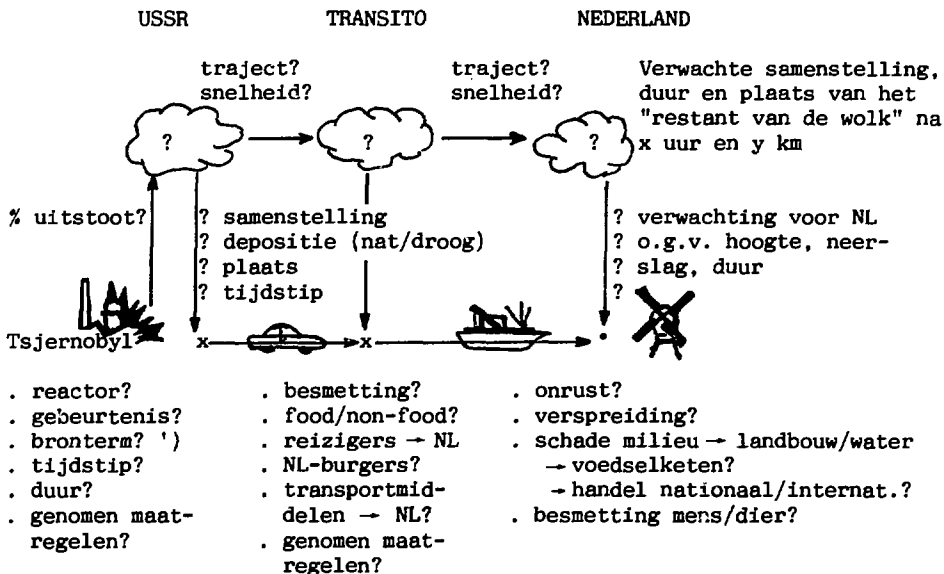 USSR TRANSITO NEDERLAND
traject? traject? Verwachte samenstelling,
snelheid? snelheid? duur en plaats van het
"restant van de wolk" na
? ? ? x uur en y km
% uitstoot? ? samenstelling ? verwachting voor NL
? depositie (nat/droog) ? o.g.v. hoogte, neer-
? plaats ? slag, duur
? tijdstip ?
Tsjernobyl x x
. reactor?
. gebeurtenis?
. bronterm? ')
. tijdstip?
. duur?
. genomen maat-
regelen?
. besmetting?
. food/non-food?
. reizigers → NL
. NL-burgers?
. transportmid-
delen → NL?
. genomen maat-
regelen?
. onrust?
. verspreiding?
. schade milieu → landbouw/water
→ voedselketen?
→ handel nationaal/internat.?
. besmetting mens/dier?